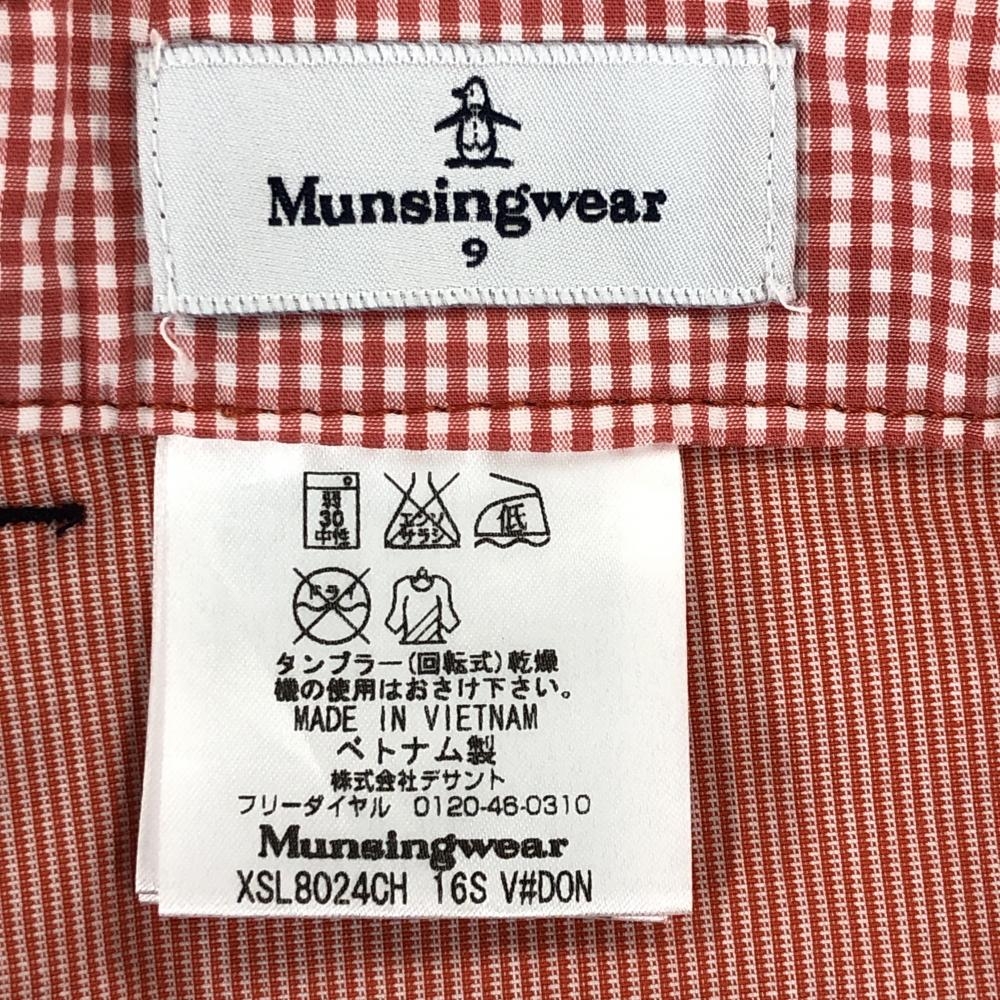 Munsingwear
9
弱
30
中性
エンソ
サラシ
低
ドライ
タンブラー(回転式)乾燥
機の使用はおさけ下さい。
MADE IN VIETNAM
ベトナム製
株式会社デサント
フリーダイヤル 0120-46-0310
Munsingwear
XSL8024CH 16S V#DON